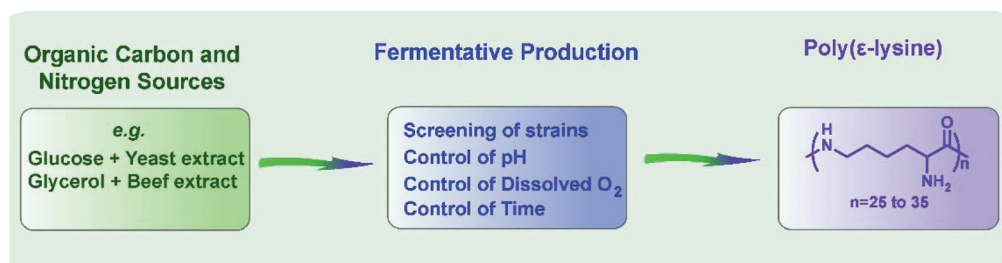 Organic Carbon and
Nitrogen Sources
e.g.
Glucose + Yeast extract
Glycerol + Beef extract
Fermentative Production
Screening of strains
Control of pH
Control of Dissolved O₂
Control of Time
Poly(ε-lysine)
H
N
O
n
NH₂
n=25 to 35